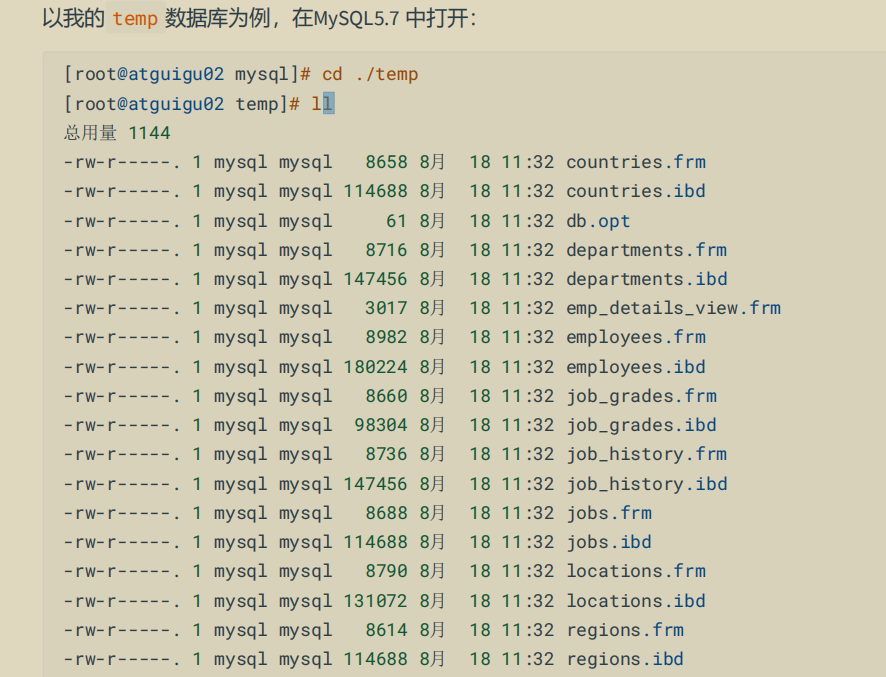 以我的 temp 数据库为例，在MySQL5.7 中打开：
[root@atguigu02 mysql]# cd ./temp
[root@atguigu02 temp]# ll
总用量 1144
-rw-r-----. 1 mysql mysql   8658 8月  18 11:32 countries.frm
-rw-r-----. 1 mysql mysql 114688 8月  18 11:32 countries.ibd
-rw-r-----. 1 mysql mysql     61 8月  18 11:32 db.opt
-rw-r-----. 1 mysql mysql   8716 8月  18 11:32 departments.frm
-rw-r-----. 1 mysql mysql 147456 8月  18 11:32 departments.ibd
-rw-r-----. 1 mysql mysql   3017 8月  18 11:32 emp_details_view.frm
-rw-r-----. 1 mysql mysql   8982 8月  18 11:32 employees.frm
-rw-r-----. 1 mysql mysql 180224 8月  18 11:32 employees.ibd
-rw-r-----. 1 mysql mysql   8660 8月  18 11:32 job_grades.frm
-rw-r-----. 1 mysql mysql  98304 8月  18 11:32 job_grades.ibd
-rw-r-----. 1 mysql mysql   8736 8月  18 11:32 job_history.frm
-rw-r-----. 1 mysql mysql 147456 8月  18 11:32 job_history.ibd
-rw-r-----. 1 mysql mysql   8688 8月  18 11:32 jobs.frm
-rw-r-----. 1 mysql mysql 114688 8月  18 11:32 jobs.ibd
-rw-r-----. 1 mysql mysql   8790 8月  18 11:32 locations.frm
-rw-r-----. 1 mysql mysql 131072 8月  18 11:32 locations.ibd
-rw-r-----. 1 mysql mysql   8614 8月  18 11:32 regions.frm
-rw-r-----. 1 mysql mysql 114688 8月  18 11:32 regions.ibd